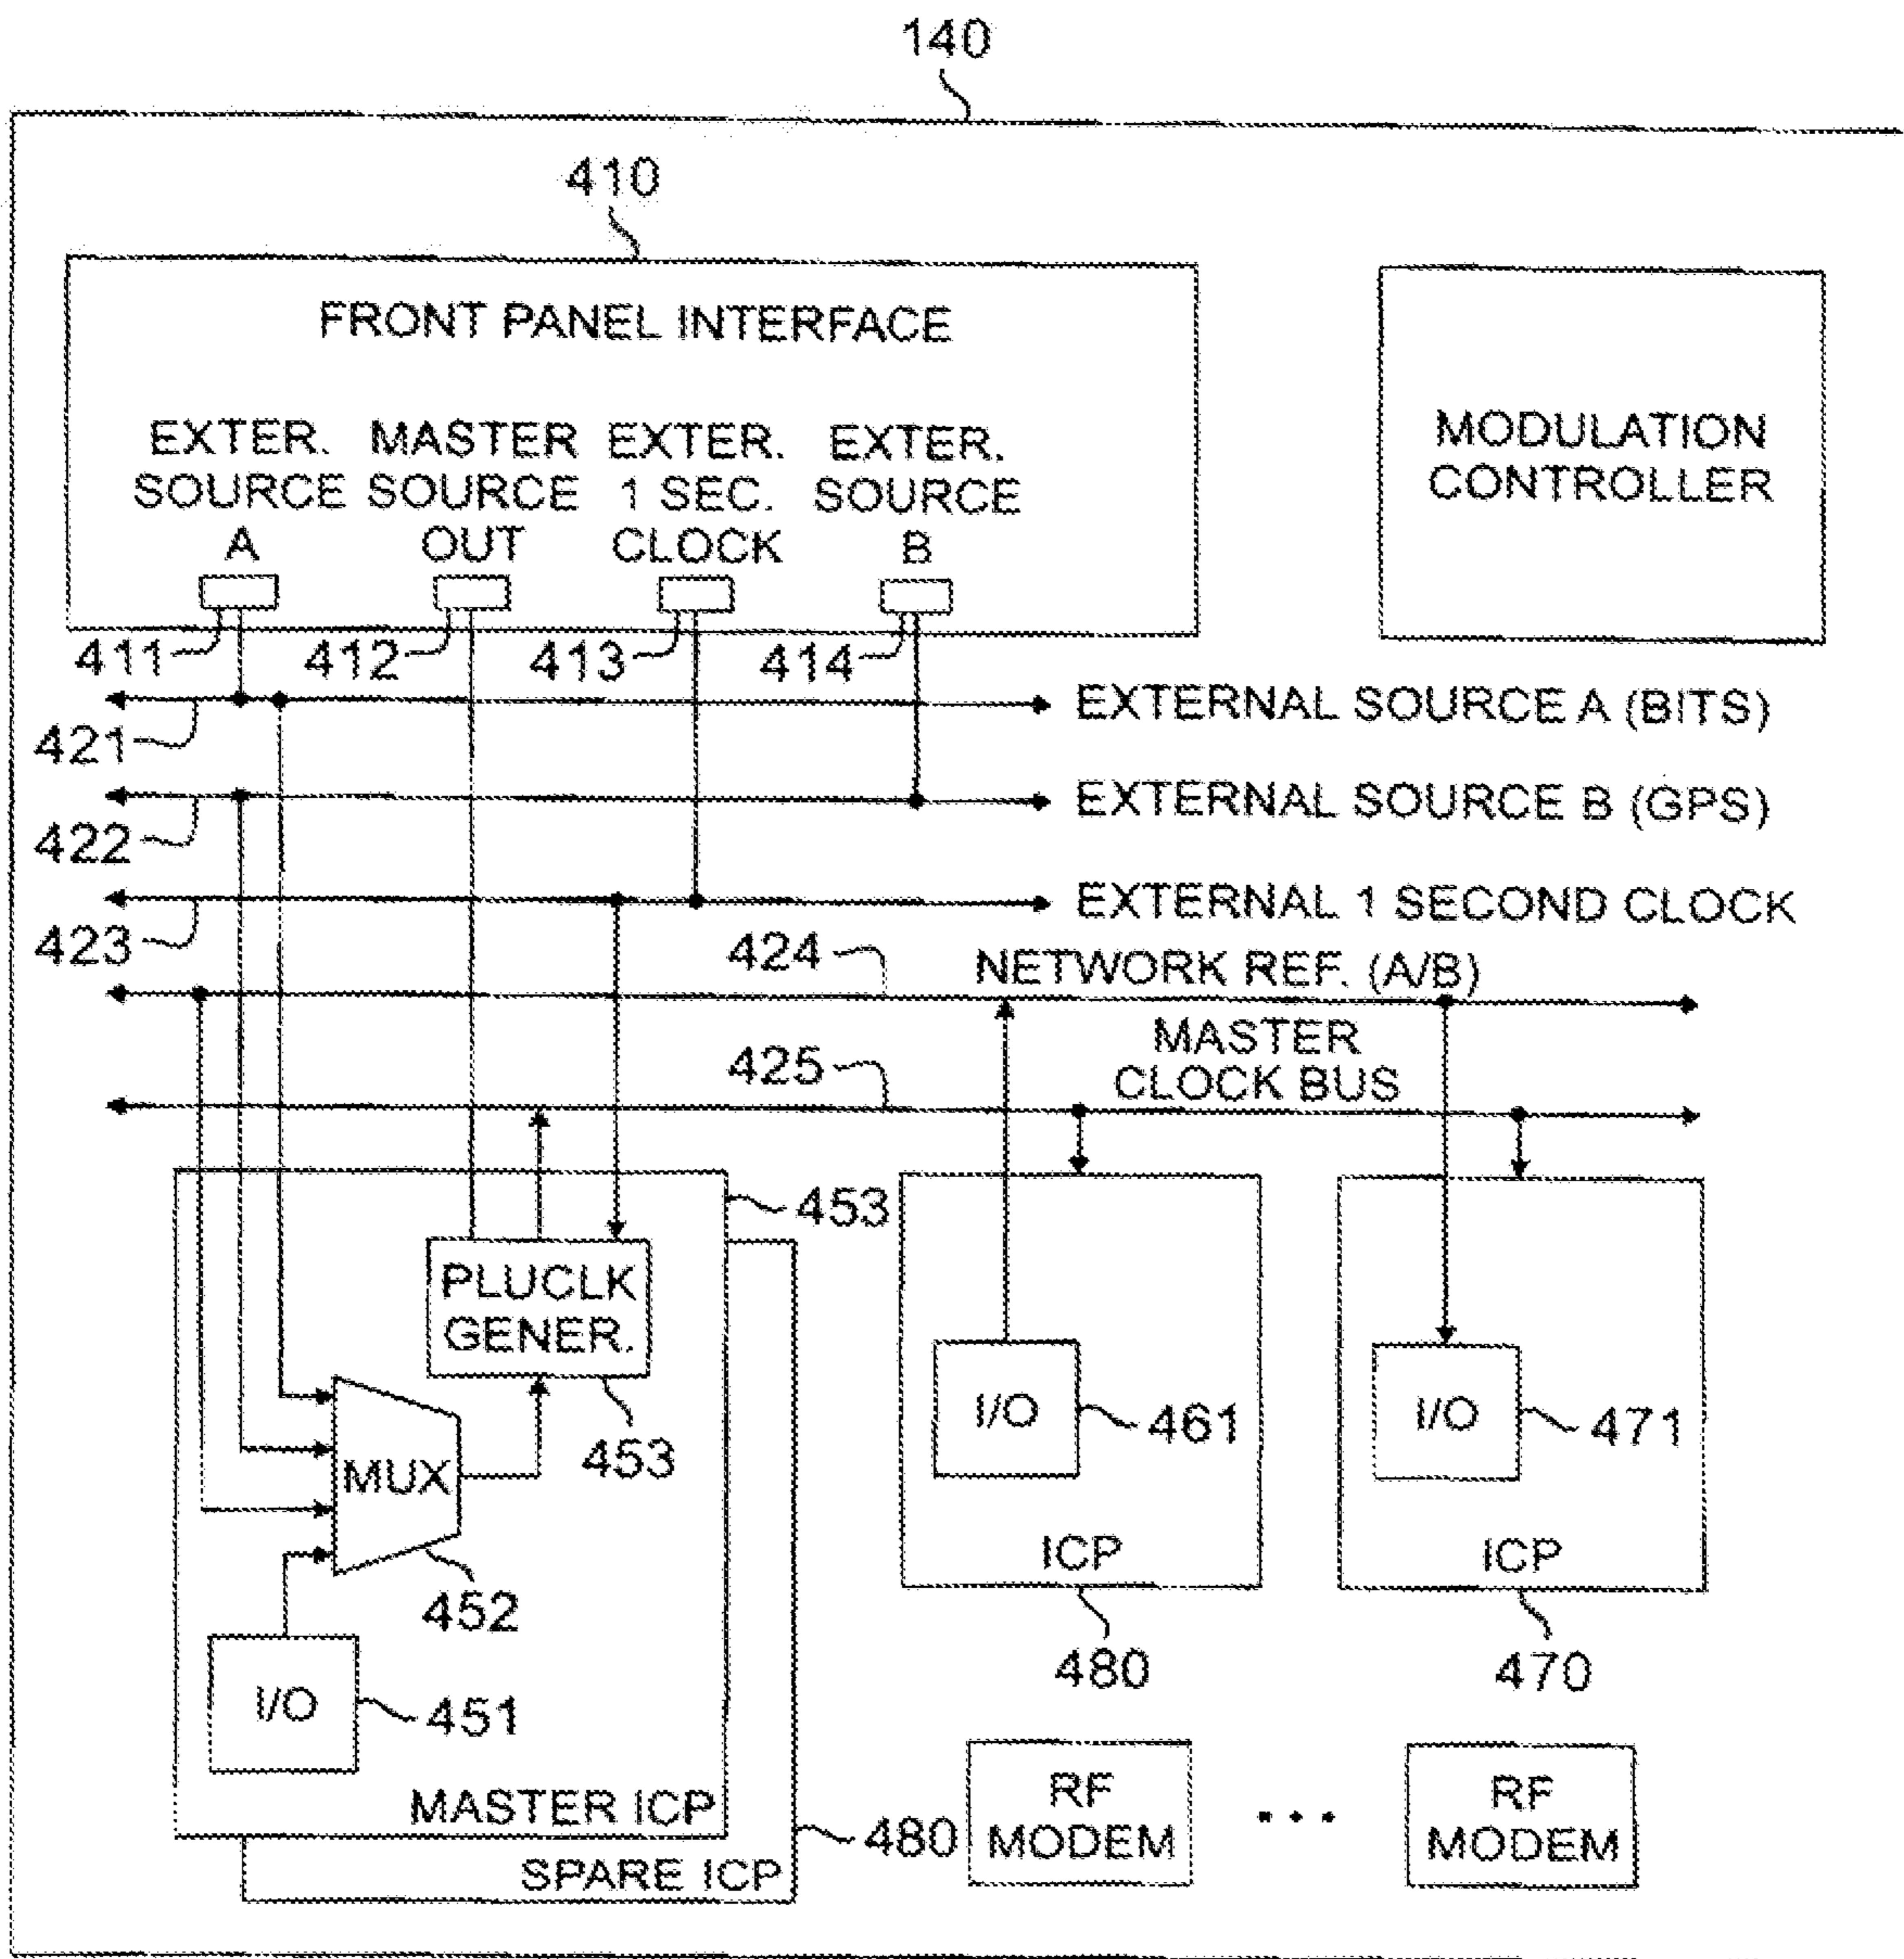 140
410
FRONT PANEL INTERFACE
EXTER. SOURCE A
MASTER SOURCE OUT
EXTER. 1 SEC. CLOCK
EXTER. SOURCE B
MODULATION
CONTROLLER
411
412
413
414
421
EXTERNAL SOURCE A (BITS)
422
EXTERNAL SOURCE B (GPS)
423
EXTERNAL 1 SECOND CLOCK
424
NETWORK REF. (A/B)
425
MASTER
CLOCK BUS
453
PLUCLK
GENER.
453
MUX
452
I/O
451
MASTER ICP
SPARE ICP
480
I/O
461
ICP
480
I/O
471
ICP
470
RF
MODEM
...
RF
MODEM